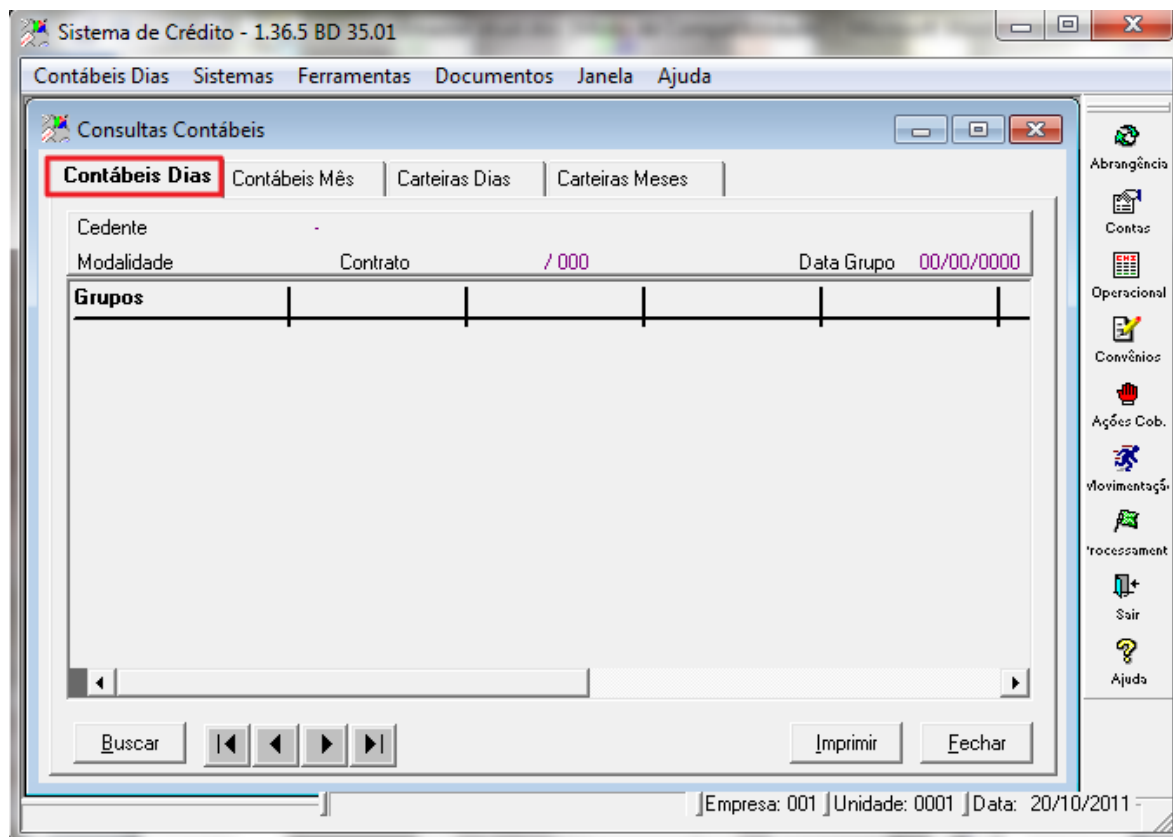 Sistema de Crédito - 1.36.5 BD 35.01
Contábeis Dias Sistemas Ferramentas Documentos Janela Ajuda
Consultas Contábeis
Contábeis Dias Contábeis Mês Carteiras Dias Carteiras Meses
Cedente -
Modalidade Contrato / 000 Data Grupo 00/00/0000
Grupos
Buscar Imprimir Fechar
Abrangência
Contas
Operacional
Convênios
Ações Cob.
Movimentaçã
rocessament
Sair
Ajuda
Empresa: 001 Unidade: 0001 Data: 20/10/2011